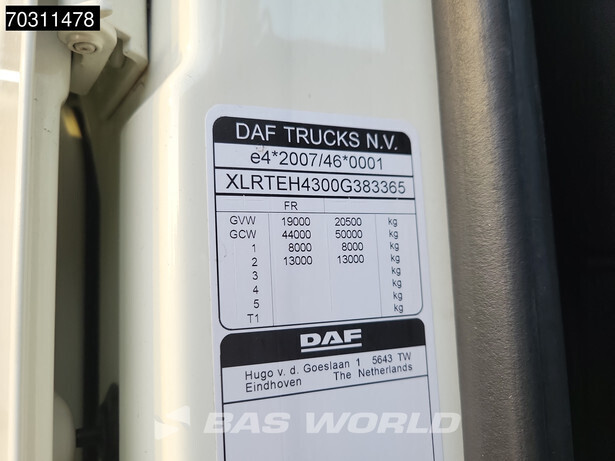 70311478
DAF TRUCKS N.V.
e4*2007/46*0001
XLRTEH4300G383365
FR
GVW 19000 20500 kg
GCW 44000 50000 kg
1 8000 8000 kg
2 13000 13000 kg
3 kg
4 kg
5 kg
T1 kg
DAF
Hugo v. d. Goeslaan 1 5643 TW
Eindhoven The Netherlands
BAS WORLD